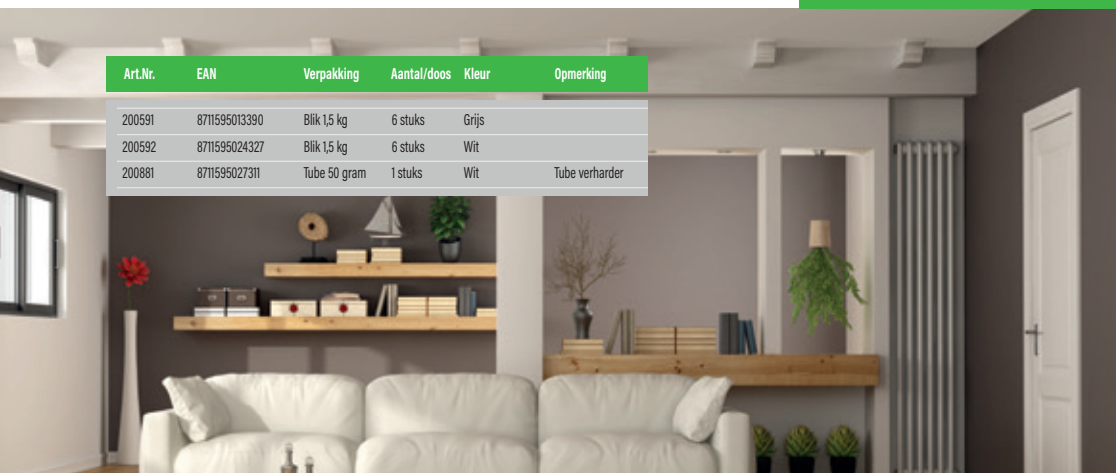 Art.Nr. EAN Verpakking Aantal/doos Kleur Opmerking
200591 8711595013390 Blik 1,5 kg 6 stuks Grijs
200592 8711595024327 Blik 1,5 kg 6 stuks Wit
200881 8711595027311 Tube 50 gram 1 stuks Wit Tube verharder